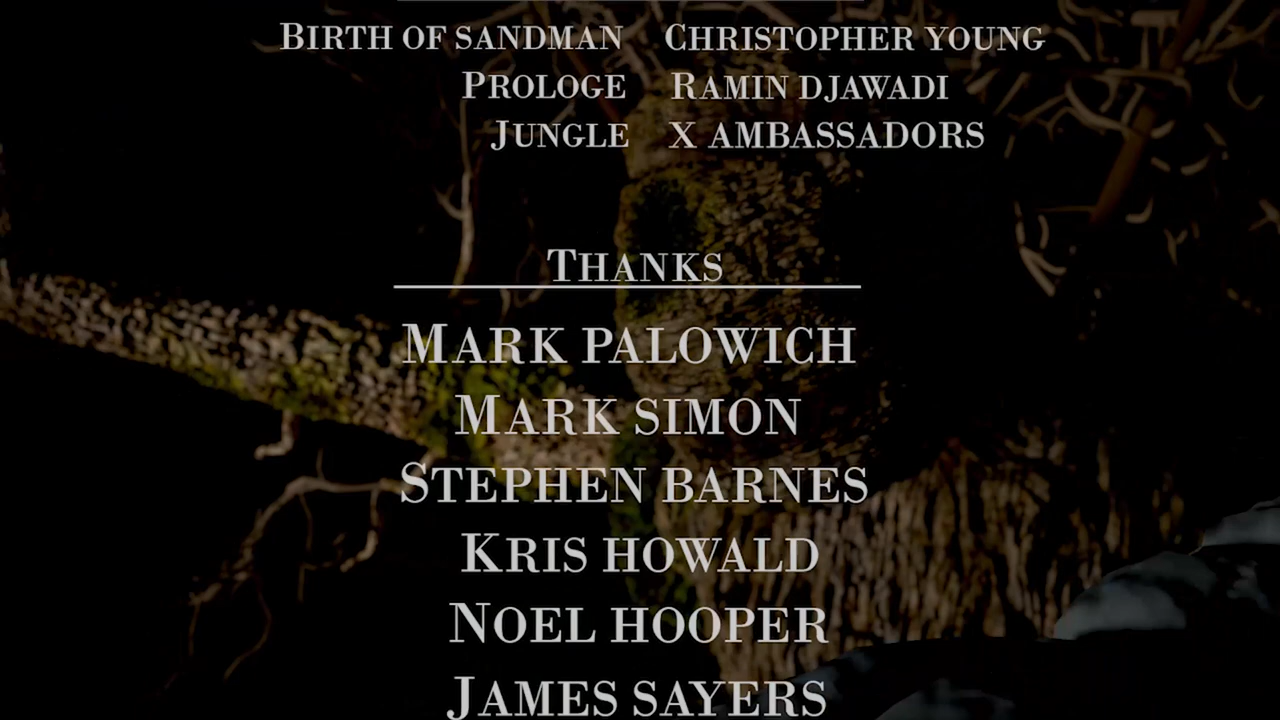 BIRTH OF SANDMAN CHRISTOPHER YOUNG
PROLOGE RAMIN DJAWADI
JUNGLE X AMBASSADORS
THANKS
MARK PALOWICH
MARK SIMON
STEPHEN BARNES
KRIS HOWALD
NOEL HOOPER
JAMES SAYERS